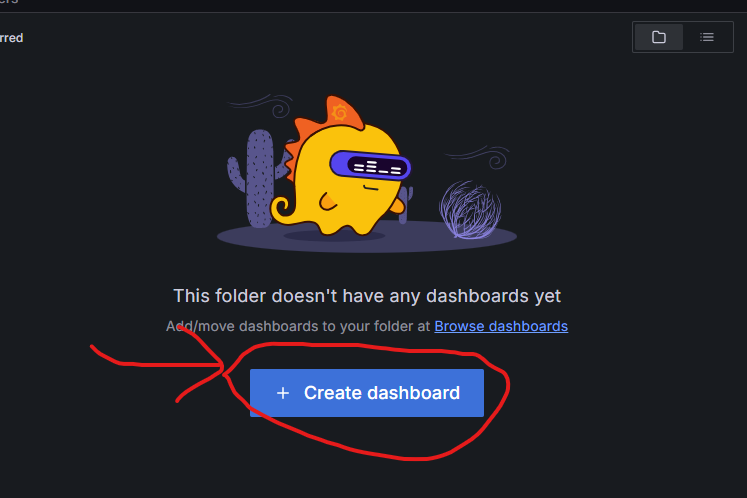 rred
This folder doesn't have any dashboards yet
Add/move dashboards to your folder at Browse dashboards
+ Create dashboard